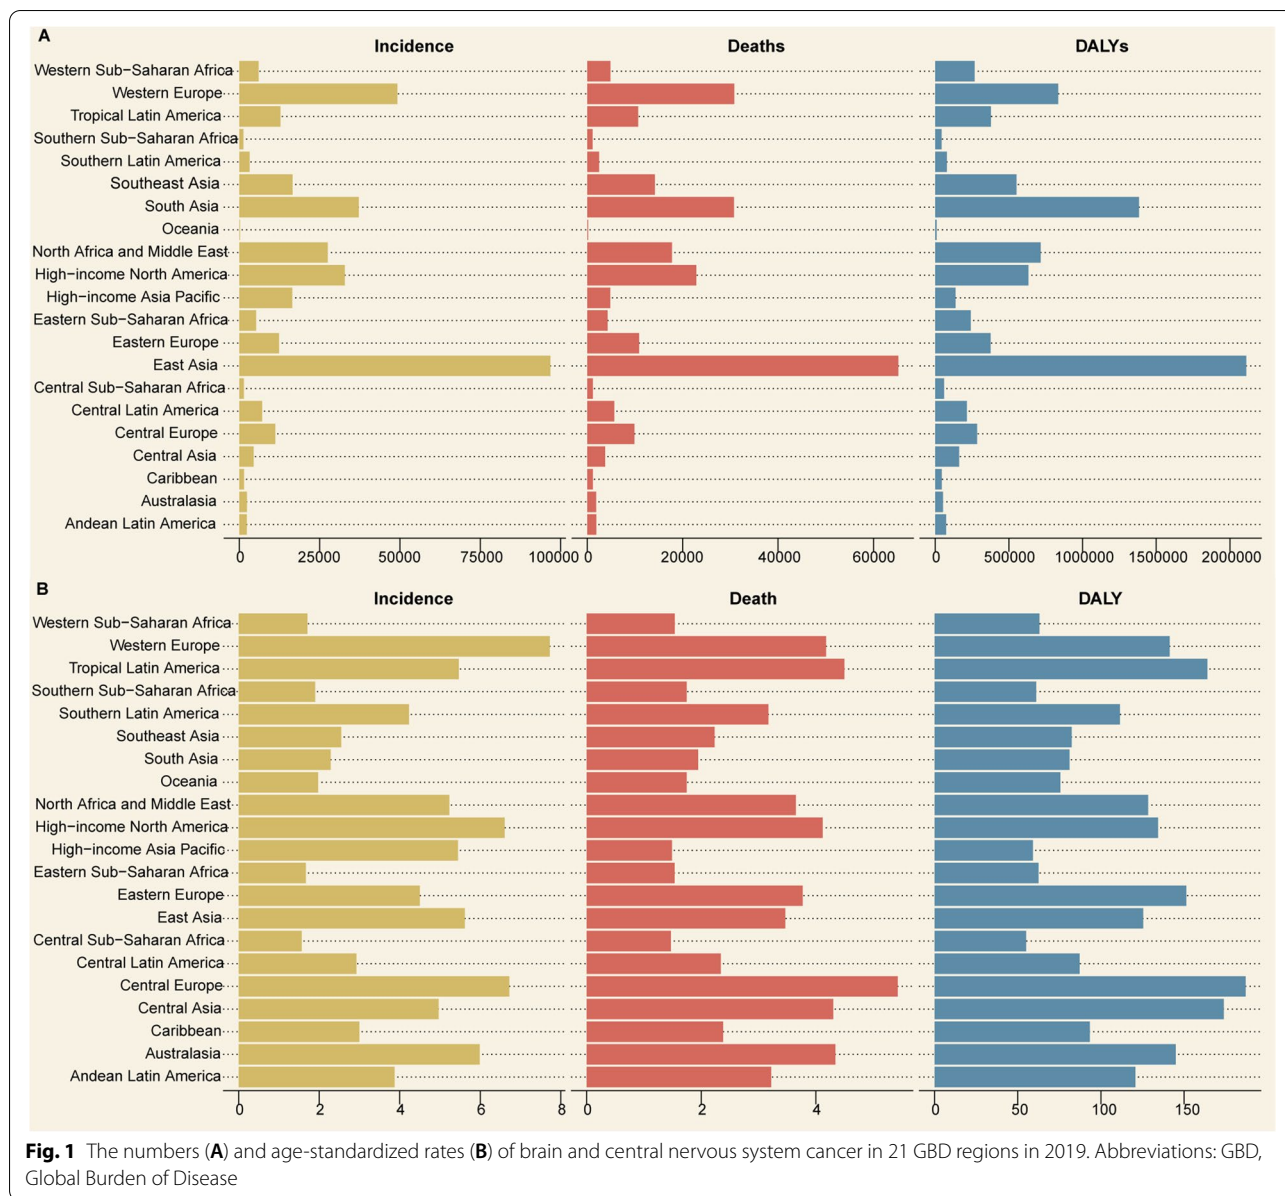 A
Incidence Deaths DALYs
Western Sub−Saharan Africa
Western Europe
Tropical Latin America
Southern Sub−Saharan Africa
Southern Latin America
Southeast Asia
South Asia
Oceania
North Africa and Middle East
High−income North America
High−income Asia Pacific
Eastern Sub−Saharan Africa
Eastern Europe
East Asia
Central Sub−Saharan Africa
Central Latin America
Central Europe
Central Asia
Caribbean
Australasia
Andean Latin America
0 25000 50000 75000 100000 0 20000 40000 60000 0 500000 1000000 1500000 2000000
B
Incidence Death DALY
Western Sub−Saharan Africa
Western Europe
Tropical Latin America
Southern Sub−Saharan Africa
Southern Latin America
Southeast Asia
South Asia
Oceania
North Africa and Middle East
High−income North America
High−income Asia Pacific
Eastern Sub−Saharan Africa
Eastern Europe
East Asia
Central Sub−Saharan Africa
Central Latin America
Central Europe
Central Asia
Caribbean
Australasia
Andean Latin America
0 2 4 6 8 0 2 4 0 50 100 150
Fig. 1 The numbers (A) and age-standardized rates (B) of brain and central nervous system cancer in 21 GBD regions in 2019. Abbreviations: GBD,
Global Burden of Disease